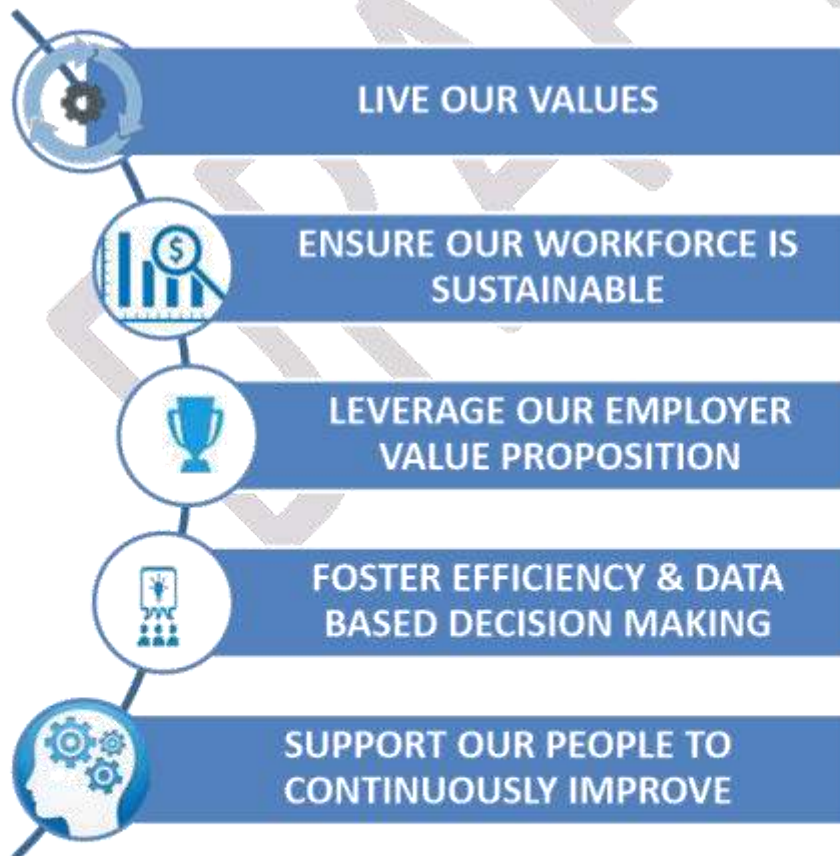 LIVE OUR VALUES
ENSURE OUR WORKFORCE IS
SUSTAINABLE
$
LEVERAGE OUR EMPLOYER
VALUE PROPOSITION
FOSTER EFFICIENCY & DATA
BASED DECISION MAKING
SUPPORT OUR PEOPLE TO
CONTINUOUSLY IMPROVE